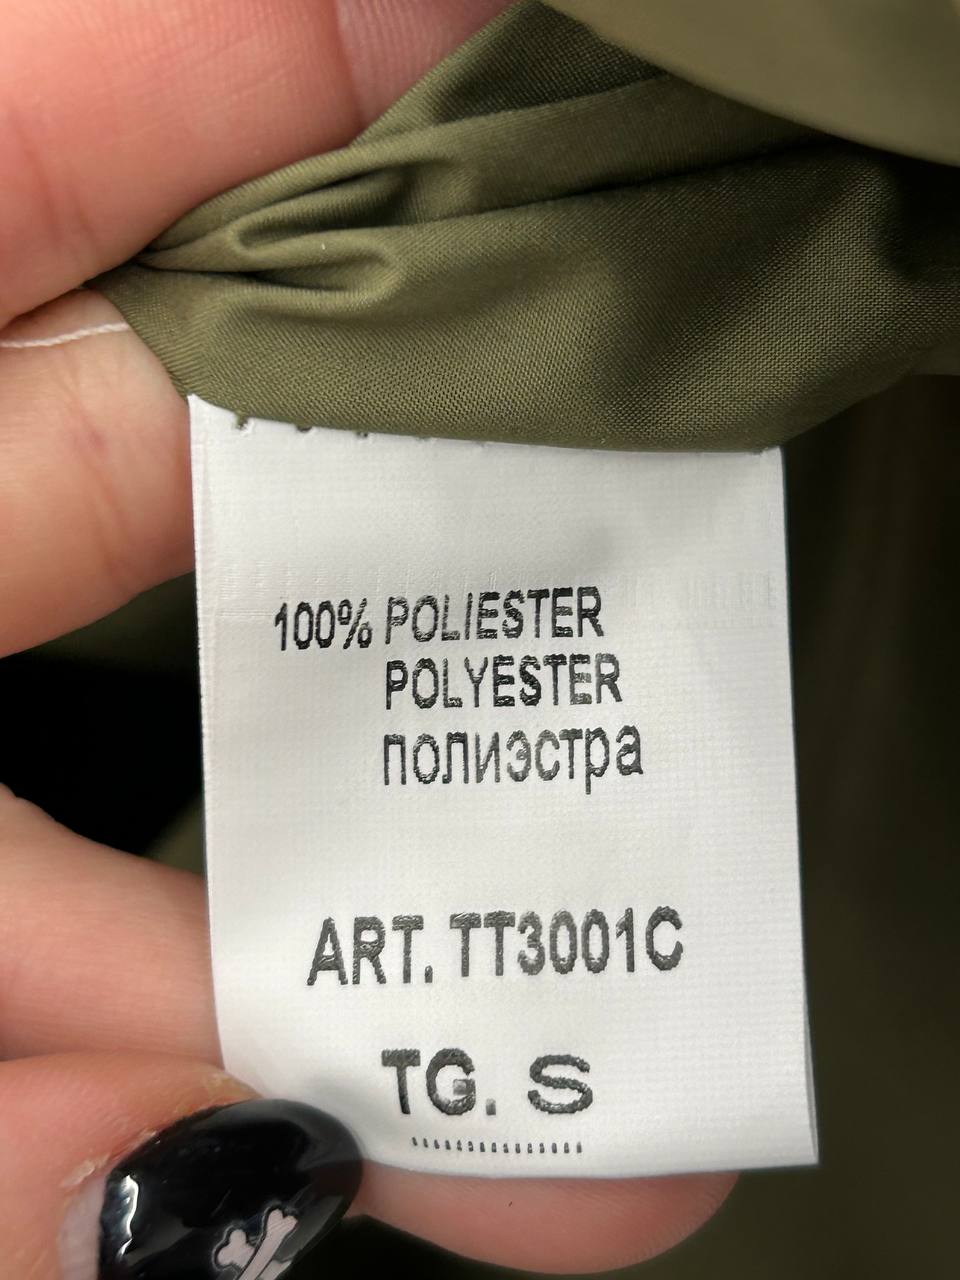 100% POLIESTER
POLYESTER
полиэстра
ART. TT3001C
TG. S